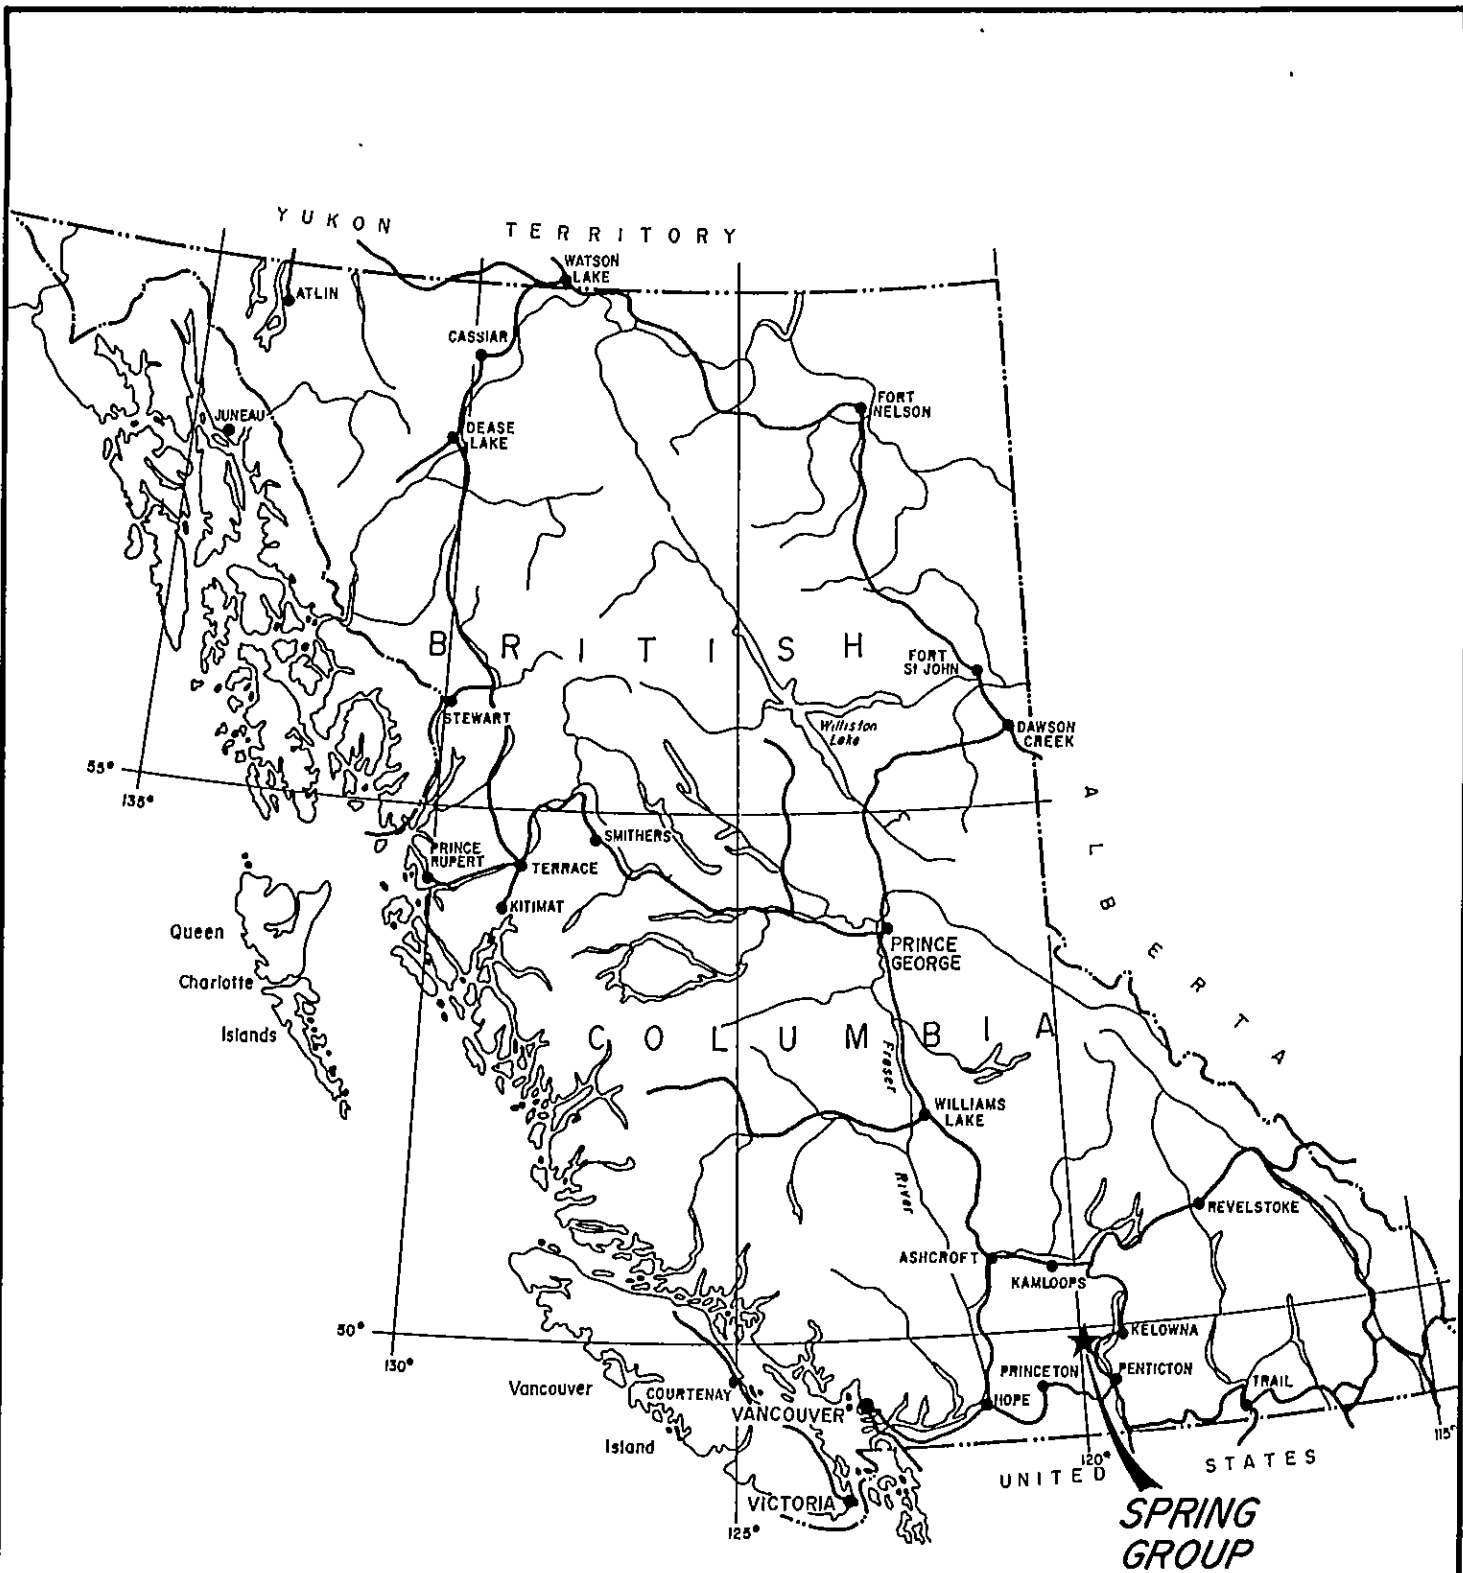 YUKON TERRITORY
WATSON
LAKE
ATLIN
CASSIAR
FORT
NELSON
JUNEAU
DEASE
LAKE
BRITISH
FORT
St JOHN
STEWART
Williston
Lake
DAWSON
CREEK
55°
135°
ALBERTA
PRINCE
RUPERT
SMITHERS
TERRACE
KITIMAT
Queen
Charlotte
Islands
PRINCE
GEORGE
COLUMBIA
Fraser
River
WILLIAMS
LAKE
REVELSTOKE
ASHCROFT
KAMLOOPS
50°
130°
KELOWNA
PRINCETON
PENTICTON
Vancouver
Island
COURTENAY
VANCOUVER
HOPE
TRAIL
115°
120°
UNITED STATES
VICTORIA
125°
SPRING
GROUP